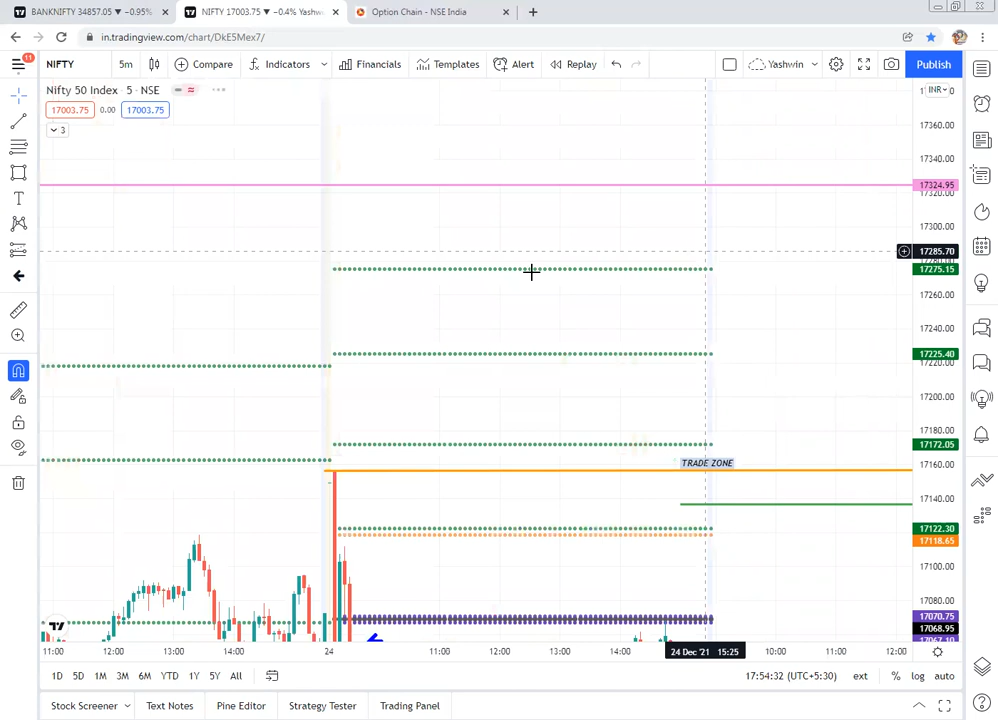 BANKNIFTY 34857.05 ▼ −0.95%
NIFTY 17003.75 ▼ −0.4% Yashwi
Option Chain - NSE India
in.tradingview.com/chart/DkE5Mex7/
11
NIFTY
5m
Compare
Indicators
Financials
Templates
Alert
Replay
Yashwin
Publish
Nifty 50 Index · 5 · NSE
INR
17003.75
0.00
17003.75
3
17360.00
17340.00
17324.95
17320.00
17300.00
17285.70
17275.15
17260.00
17240.00
17225.40
17220.00
17200.00
17180.00
17172.05
TRADE ZONE
17160.00
17140.00
17122.30
17118.65
17100.00
17080.00
17070.75
17068.95
17067.10
11:00
12:00
13:00
14:00
24
11:00
12:00
13:00
14:00
24 Dec '21 15:25
10:00
11:00
12:00
1D
5D
1M
3M
6M
YTD
1Y
5Y
All
17:54:32 (UTC+5:30)
ext
%
log
auto
Stock Screener
Text Notes
Pine Editor
Strategy Tester
Trading Panel